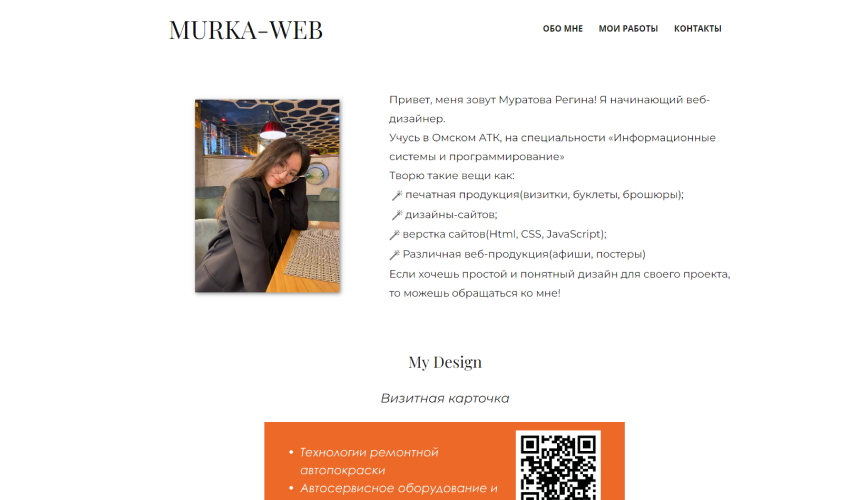 MURKA-WEB
ОБО МНЕ
МОИ РАБОТЫ
КОНТАКТЫ
Привет, меня зовут Муратова Регина! Я начинающий веб-
дизайнер.
Учусь в Омском АТК, на специальности «Информационные
системы и программирование»
Творю такие вещи как:
печатная продукция(визитки, буклеты, брошюры);
дизайны-сайтов;
верстка сайтов(Html, CSS, JavaScript);
Различная веб-продукция(афиши, постеры)
Если хочешь простой и понятный дизайн для своего проекта,
то можешь обращаться ко мне!
My Design
Визитная карточка
• Технологии ремонтной
автопокраски
• Автосервисное оборудование и